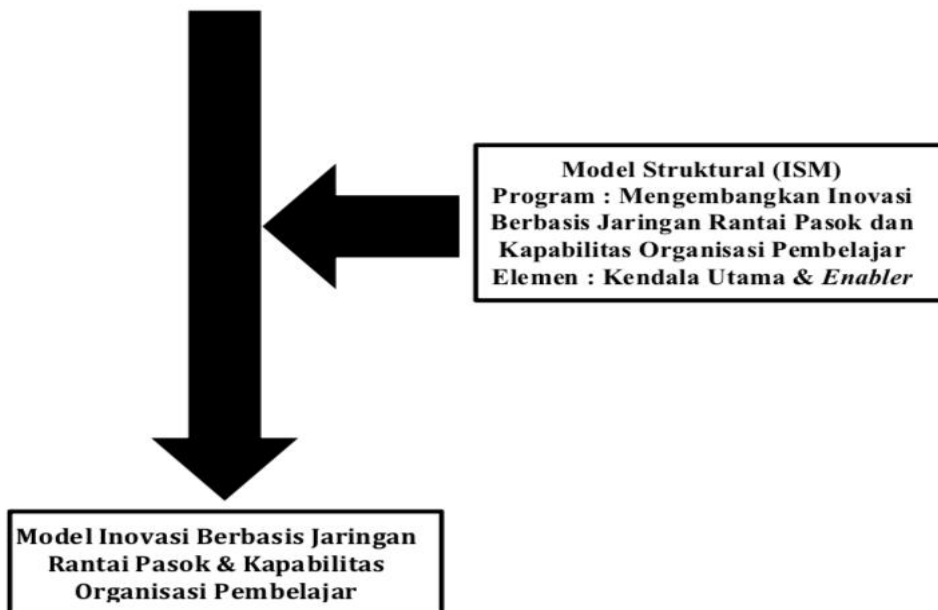 Model Struktural (ISM)
Program : Mengembangkan Inovasi
Berbasis Jaringan Rantai Pasok dan
Kapabilitas Organisasi Pembelajar
Elemen : Kendala Utama & Enabler
Model Inovasi Berbasis Jaringan
Rantai Pasok & Kapabilitas
Organisasi Pembelajar